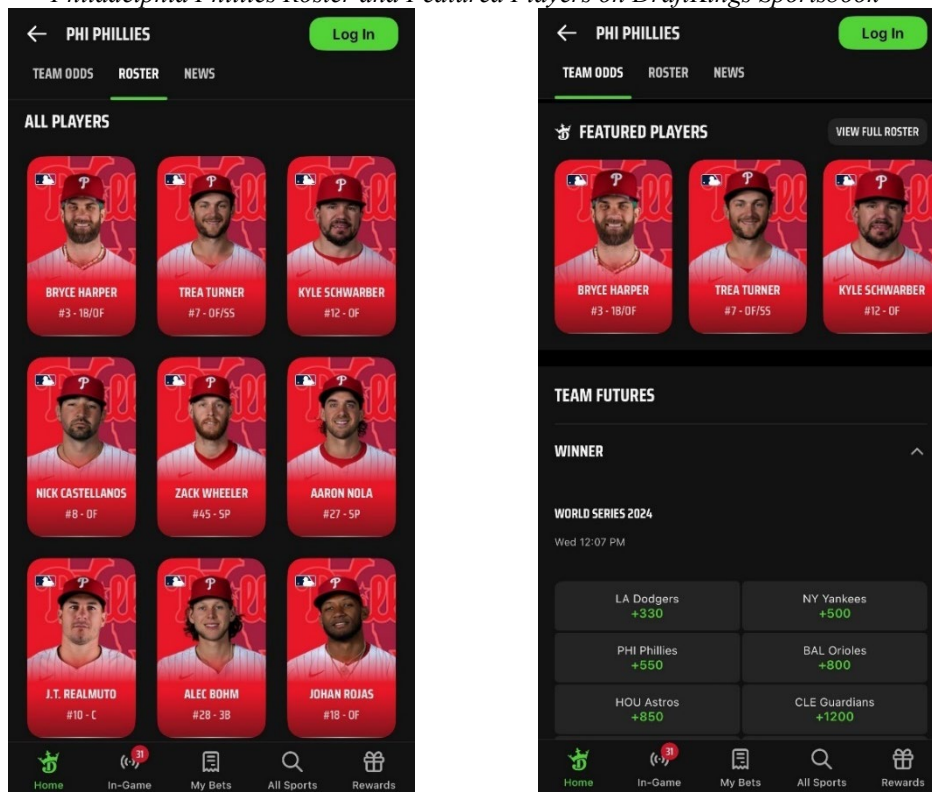 Philadelphia Phillies Roster and Featured Players on DraftKings Sportsbook
PHI PHILLIES
Log In
TEAM ODDS ROSTER NEWS
ALL PLAYERS
BRYCE HARPER
#3 - 1B/OF
TREA TURNER
#7 - OF/SS
KYLE SCHWARBER
#12 - OF
NICK CASTELLANOS
#8 - OF
ZACK WHEELER
#45 - SP
AARON NOLA
#27 - SP
J.T. REALMUTO
#10 - C
ALEC BOHM
#28 - 3B
JOHAN ROJAS
#18 - OF
31
Home In-Game My Bets All Sports Rewards
PHI PHILLIES
Log In
TEAM ODDS ROSTER NEWS
FEATURED PLAYERS
VIEW FULL ROSTER
BRYCE HARPER
#3 - 1B/OF
TREA TURNER
#7 - OF/SS
KYLE SCHWARBER
#12 - OF
TEAM FUTURES
WINNER
WORLD SERIES 2024
Wed 12:07 PM
LA Dodgers
+330
NY Yankees
+500
PHI Phillies
+550
BAL Orioles
+800
HOU Astros
+850
CLE Guardians
+1200
31
Home In-Game My Bets All Sports Rewards